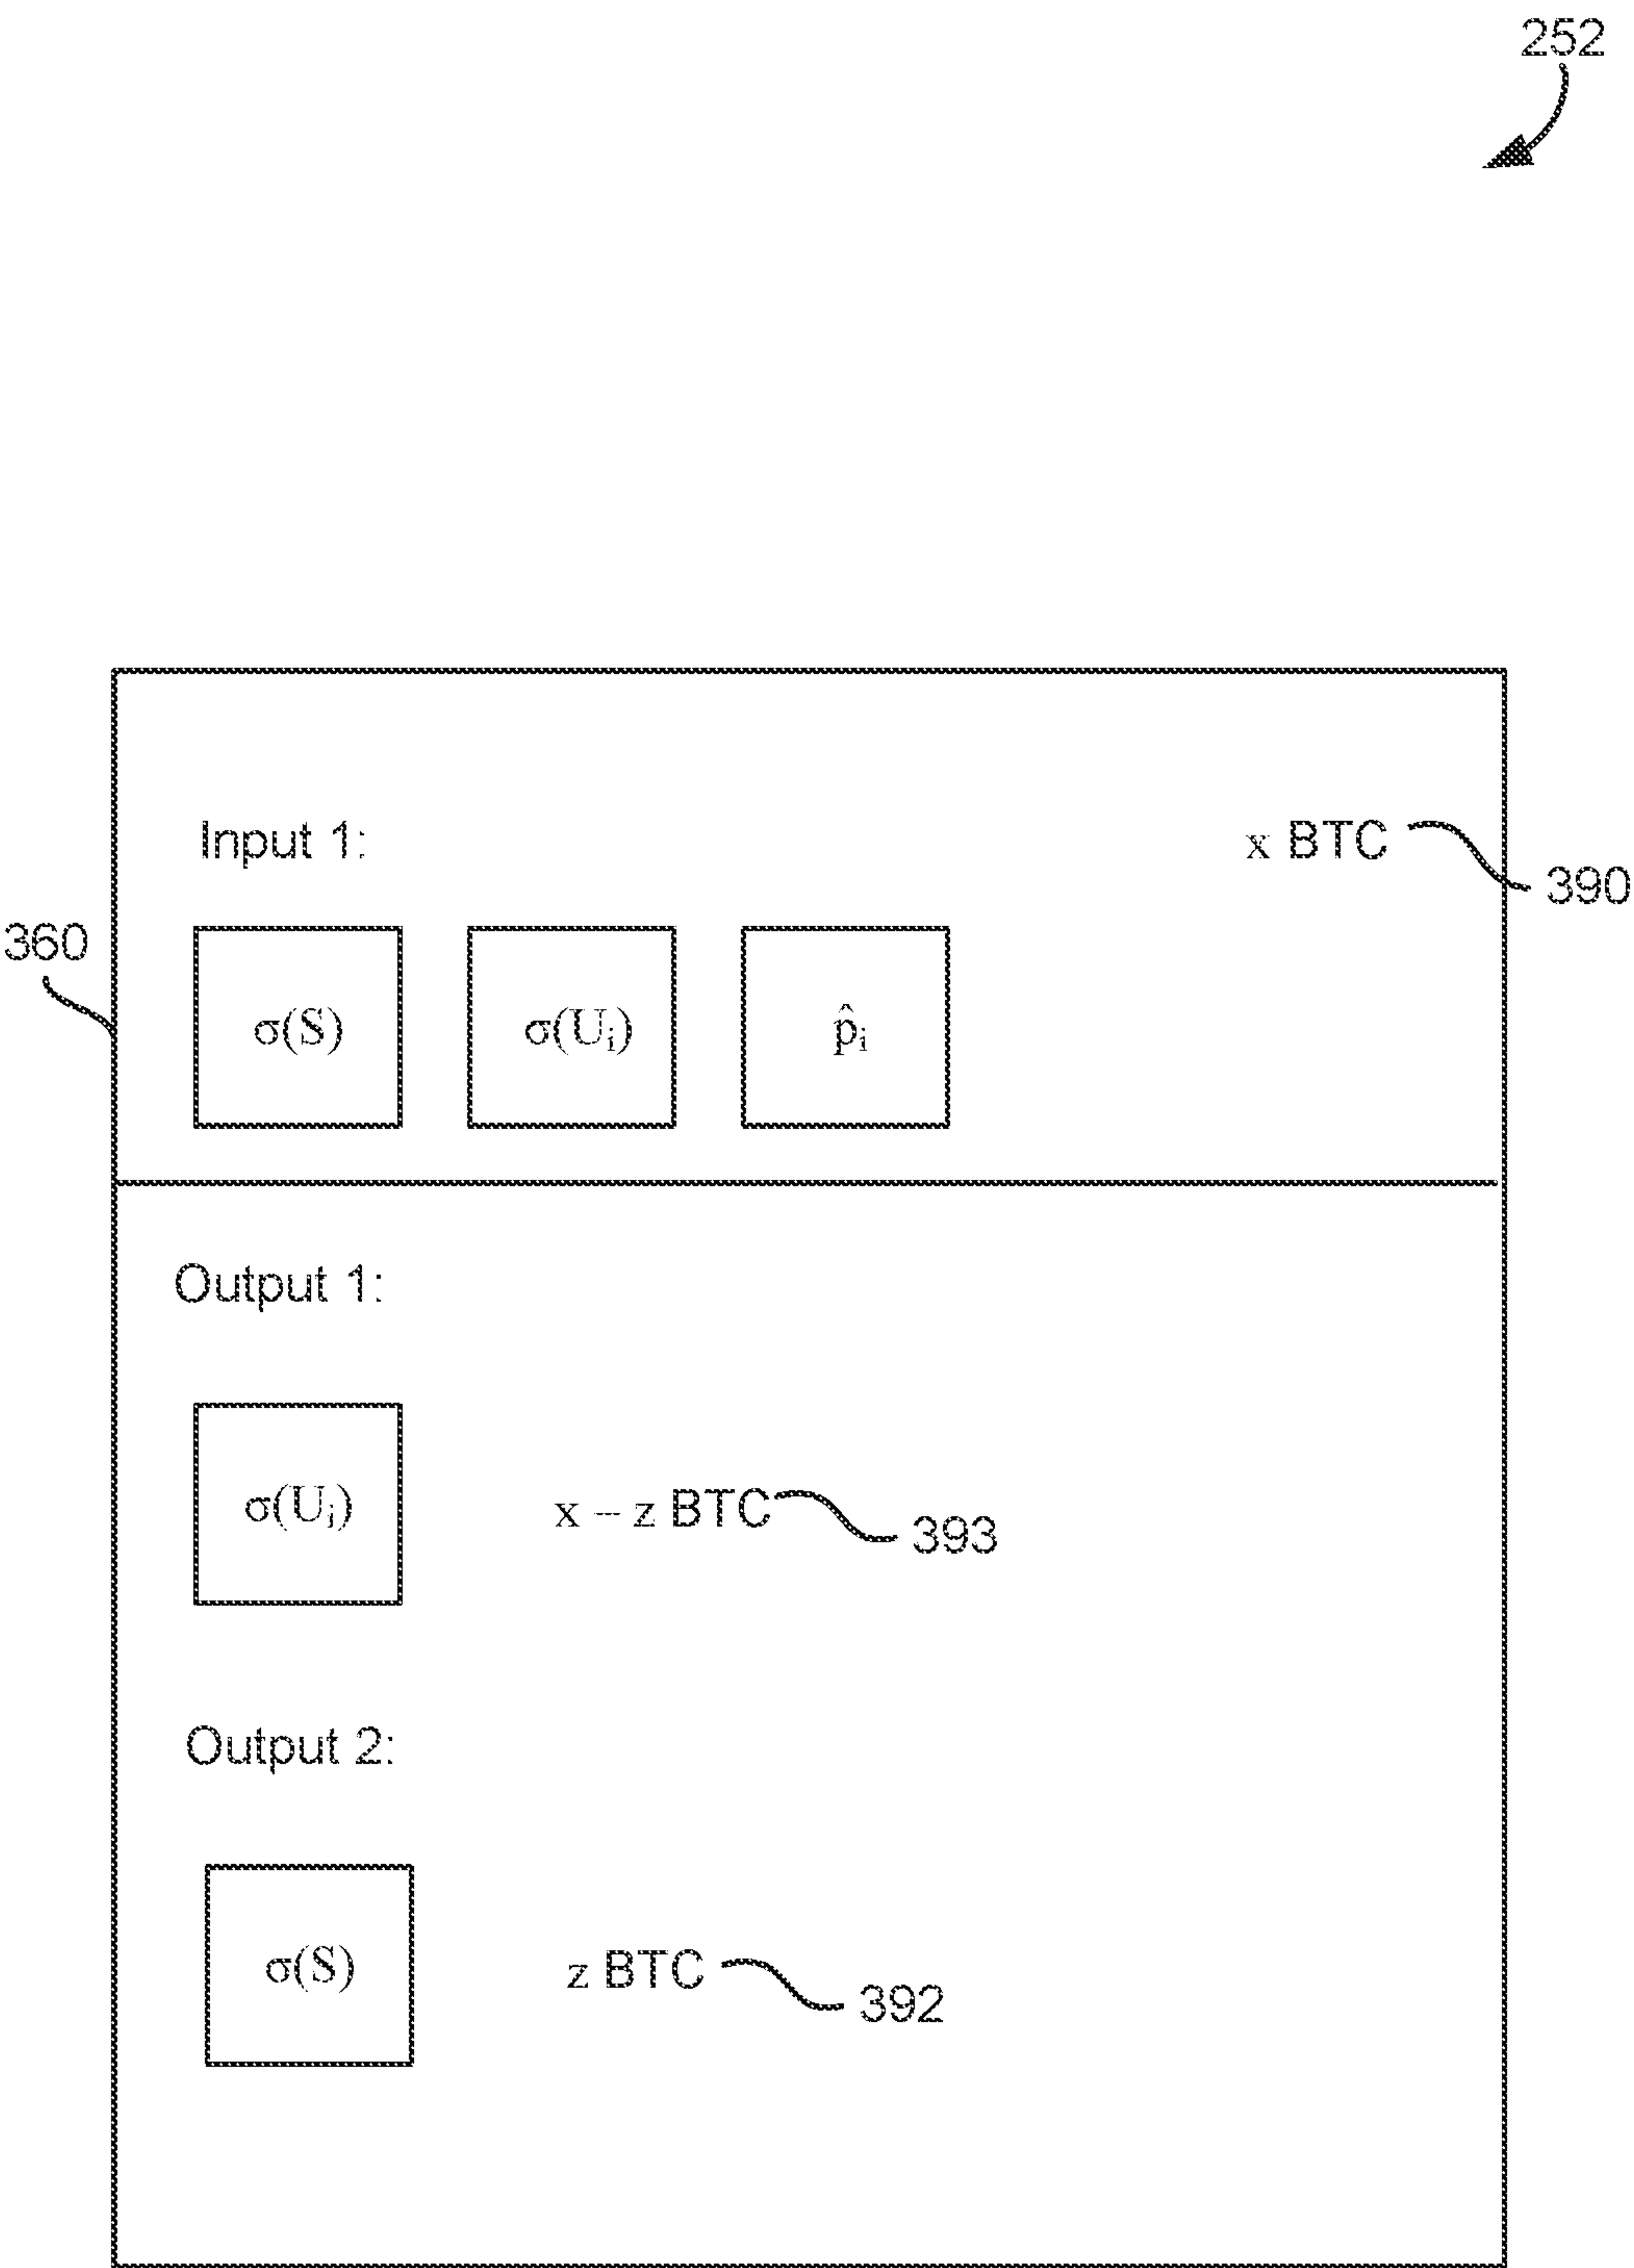 252
Input 1: x BTC
390
360
σ(S) σ(Uᵢ) p̂ᵢ
Output 1:
σ(Uᵢ) x – z BTC
393
Output 2:
σ(S) z BTC
392